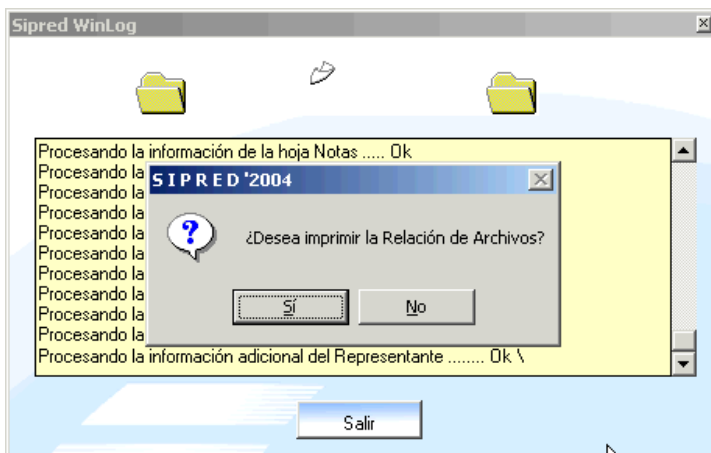 Sipred WinLog
Procesando la información de la hoja Notas ..... Ok
Procesando la
Procesando la
Procesando la
Procesando la
Procesando la
Procesando la
Procesando la
Procesando la
Procesando la
Procesando la información adicional del Representante ........ Ok \
S I P R E D '2004
¿Desea imprimir la Relación de Archivos?
Sí
No
Salir